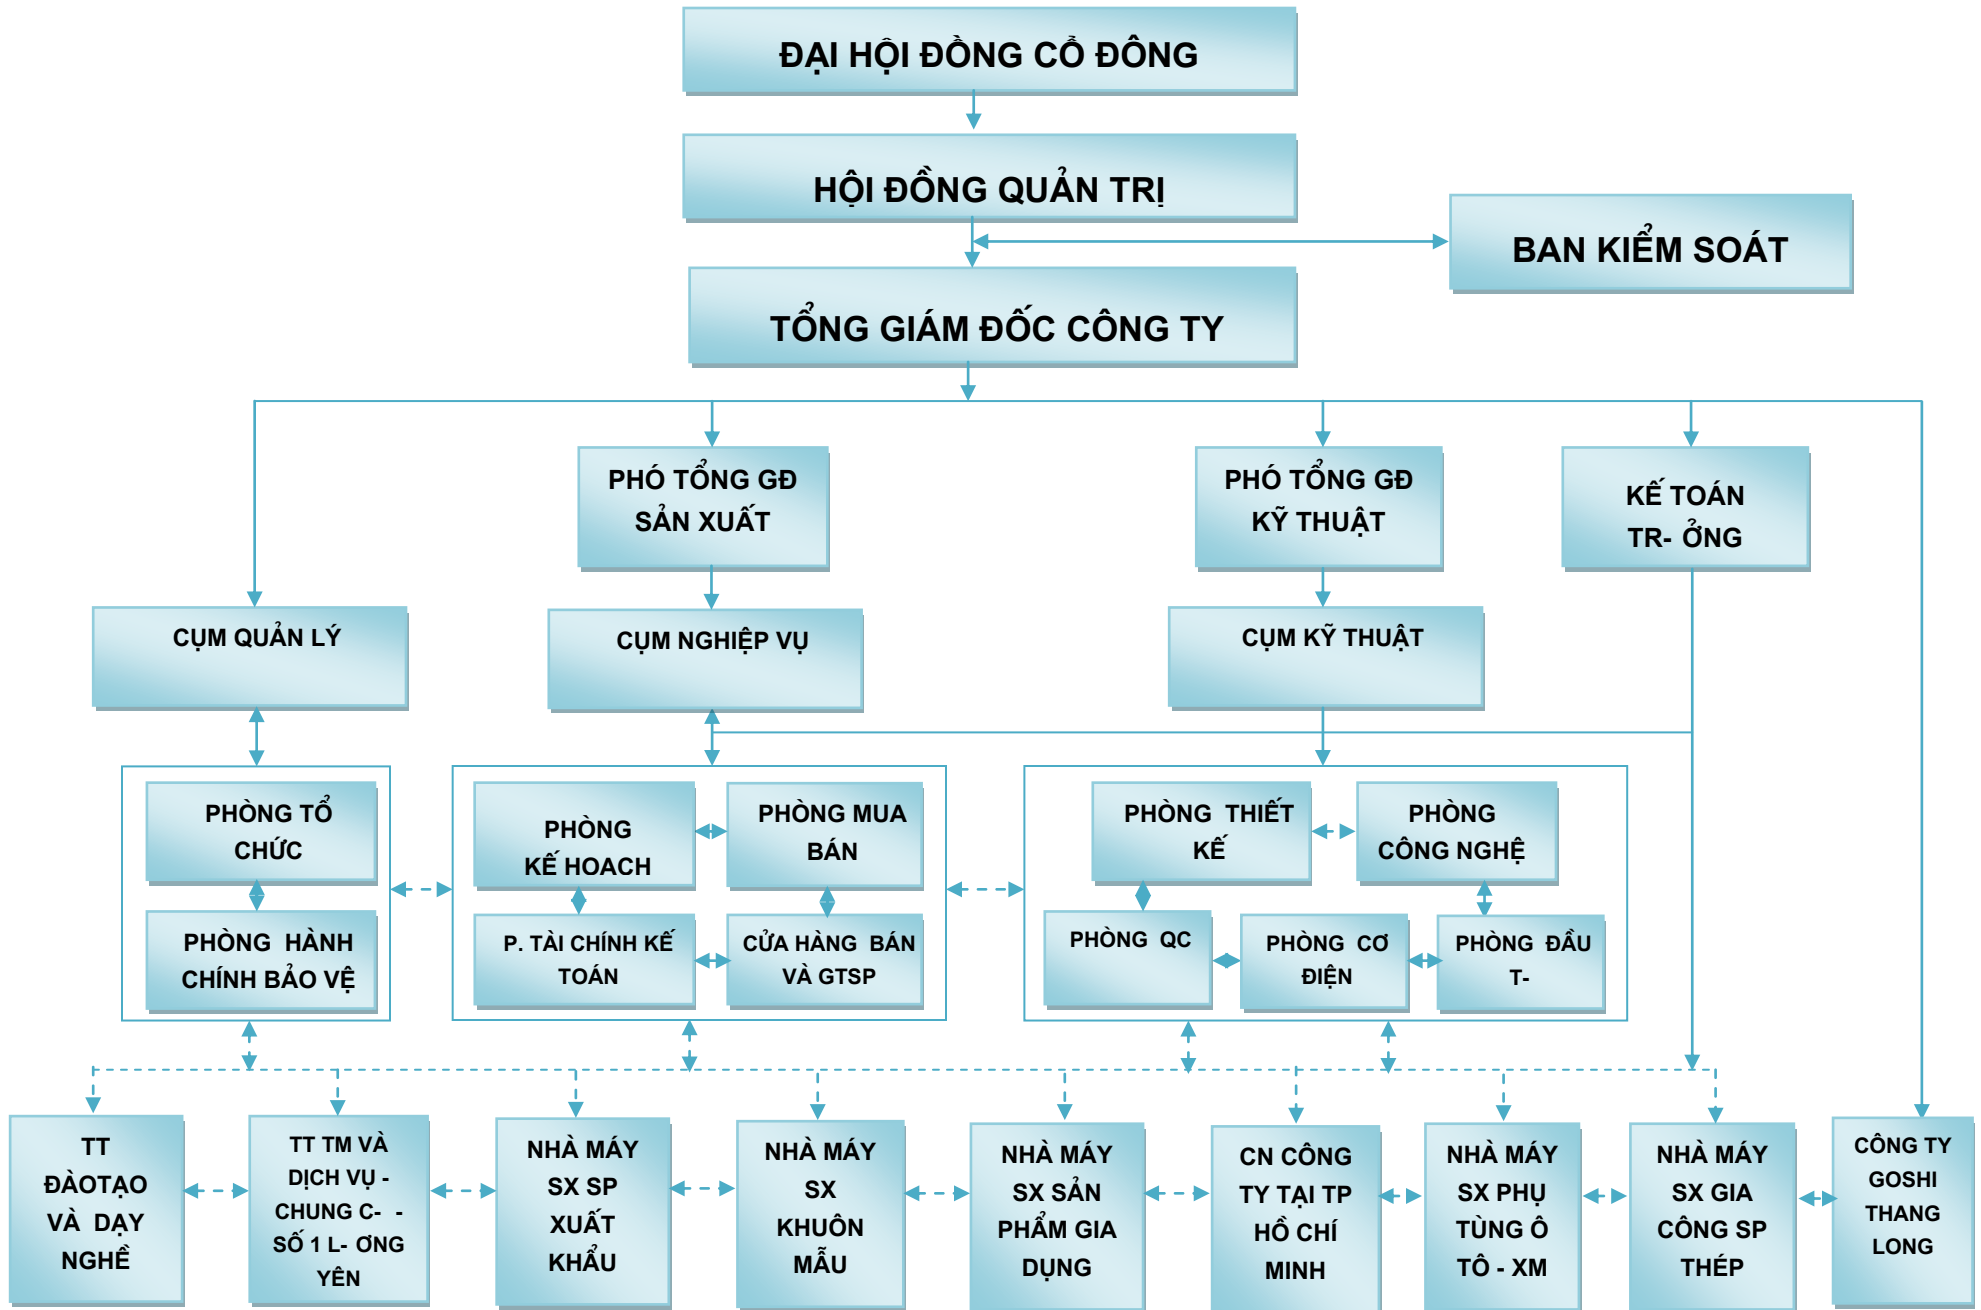 ĐẠI HỘI ĐỒNG CỔ ĐÔNG
HỘI ĐỒNG QUẢN TRỊ
BAN KIỂM SOÁT
TỔNG GIÁM ĐỐC CÔNG TY
PHÓ TỔNG GĐ
SẢN XUẤT
PHÓ TỔNG GĐ
KỸ THUẬT
KẾ TOÁN
TR- ỞNG
CỤM QUẢN LÝ
CỤM NGHIỆP VỤ
CỤM KỸ THUẬT
PHÒNG TỔ
CHỨC
PHÒNG HÀNH
CHÍNH BẢO VỆ
PHÒNG
KẾ HOẠCH
PHÒNG MUA
BÁN
P. TÀI CHÍNH KẾ
TOÁN
CỬA HÀNG BÁN
VÀ GTSP
PHÒNG THIẾT
KẾ
PHÒNG
CÔNG NGHỆ
PHÒNG QC
PHÒNG CƠ
ĐIỆN
PHÒNG ĐẦU
T-
TT
ĐÀOTẠO
VÀ DẠY
NGHỀ
TT TM VÀ
DỊCH VỤ -
CHUNG C- -
SỐ 1 L- ƠNG
YÊN
NHÀ MÁY
SX SP
XUẤT
KHẨU
NHÀ MÁY
SX
KHUÔN
MẪU
NHÀ MÁY
SX SẢN
PHẨM GIA
DỤNG
CN CÔNG
TY TẠI TP
HỒ CHÍ
MINH
NHÀ MÁY
SX PHỤ
TÙNG Ô
TÔ - XM
NHÀ MÁY
SX GIA
CÔNG SP
THÉP
CÔNG TY
GOSHI
THANG
LONG